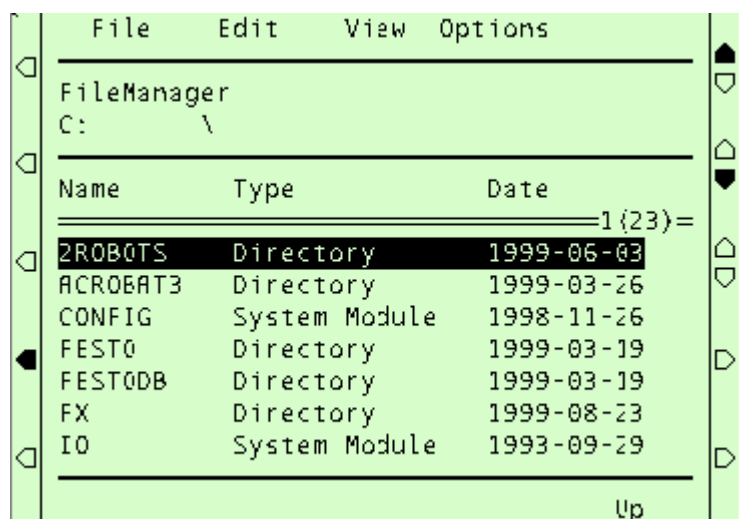 File Edit View Options
FileManager
C: \
Name Type Date
1(23)
2ROBOTS Directory 1999-06-03
ACROBAT3 Directory 1999-03-26
CONFIG System Module 1998-11-26
FESTO Directory 1999-03-19
FESTODB Directory 1999-03-19
FX Directory 1999-08-23
IO System Module 1993-09-29
Up